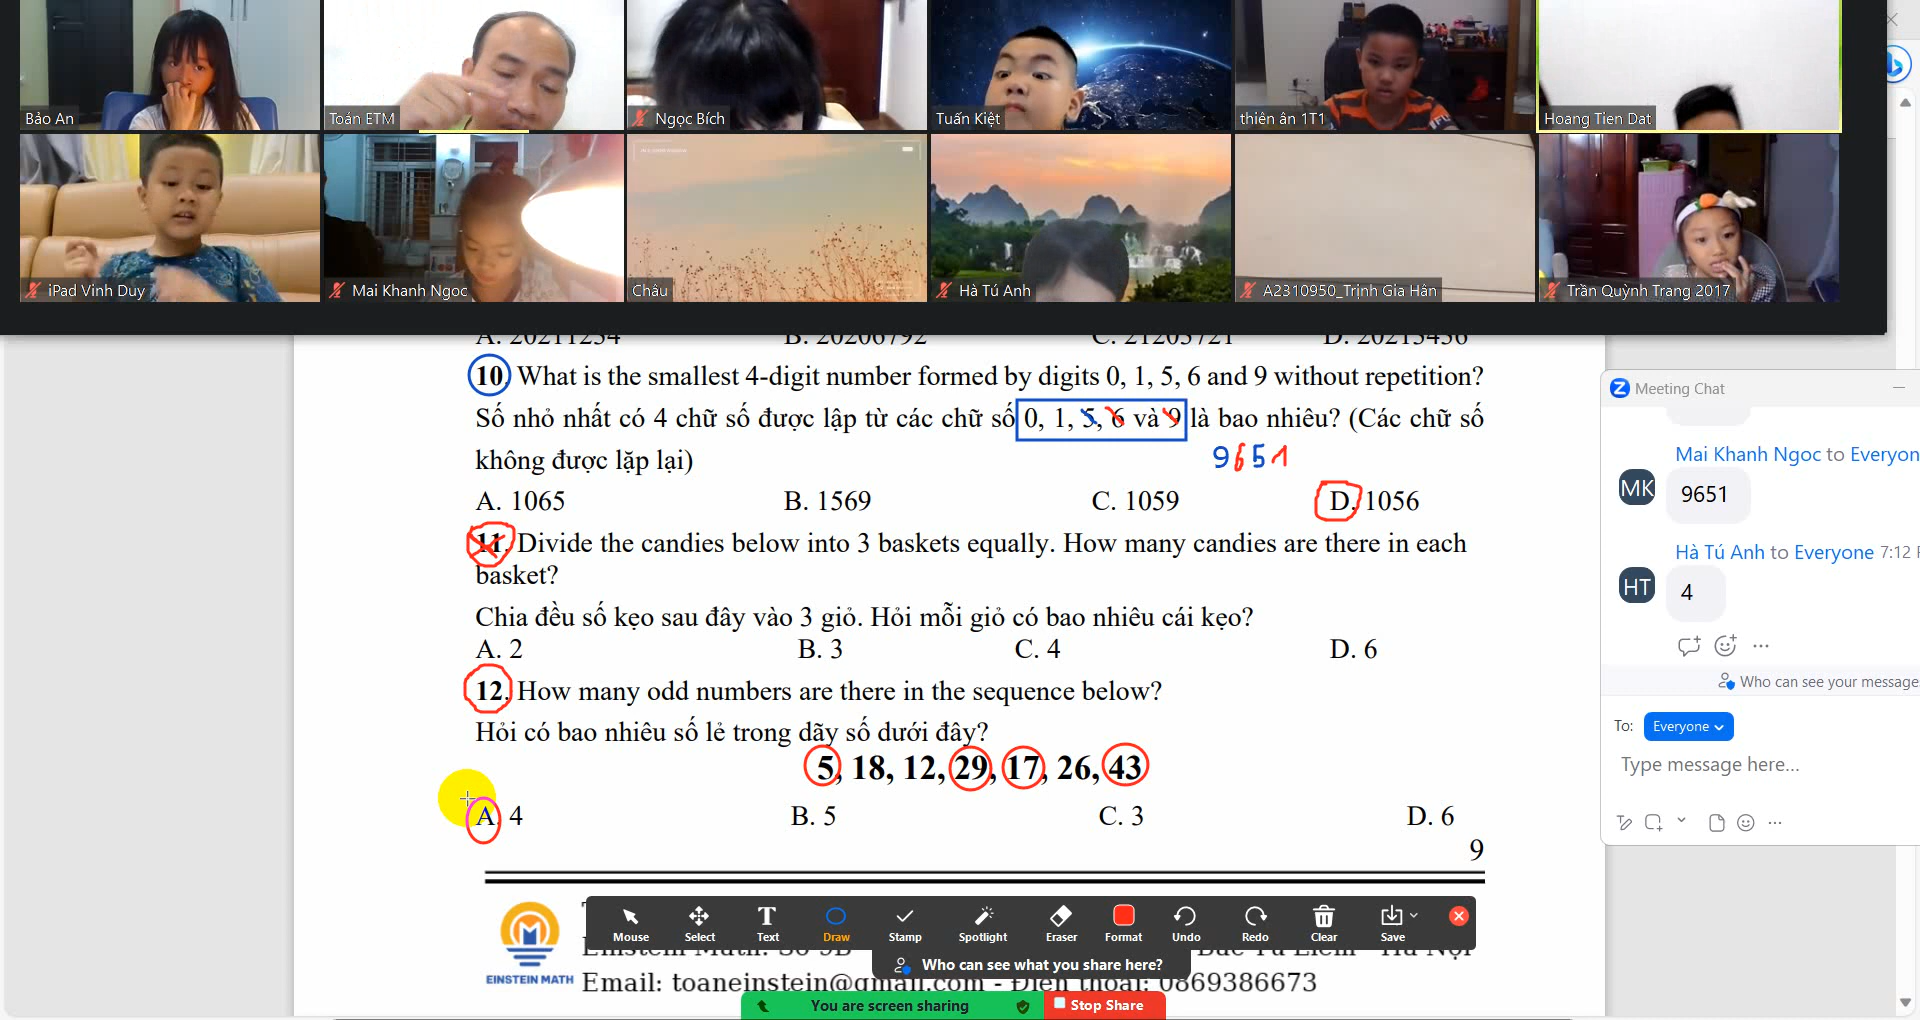 Bảo An
Toán ETM
Ngọc Bích
Tuấn Kiệt
thiên ân 1T1
Hoang Tien Dat
iPad Vinh Duy
Mai Khanh Ngoc
Châu
Hà Tú Anh
A2310950_Trịnh Gia Hân
Trần Quỳnh Trang 2017
A. 20211234 B. 20206792 C. 21203721 D. 20213456
10. What is the smallest 4-digit number formed by digits 0, 1, 5, 6 and 9 without repetition?
Số nhỏ nhất có 4 chữ số được lập từ các chữ số 0, 1, 5, 6 và 9 là bao nhiêu? (Các chữ số
không được lặp lại)
9651
A. 1065 B. 1569 C. 1059 D. 1056
11. Divide the candies below into 3 baskets equally. How many candies are there in each
basket?
Chia đều số kẹo sau đây vào 3 giỏ. Hỏi mỗi giỏ có bao nhiêu cái kẹo?
A. 2 B. 3 C. 4 D. 6
12. How many odd numbers are there in the sequence below?
Hỏi có bao nhiêu số lẻ trong dãy số dưới đây?
5, 18, 12, 29, 17, 26, 43
A. 4 B. 5 C. 3 D. 6
9
EINSTEIN MATH
Email: toaneinstein@gmail.com - Điện thoại: 0869386673
Mouse
Select
Text
Draw
Stamp
Spotlight
Eraser
Format
Undo
Redo
Clear
Save
Who can see what you share here?
You are screen sharing
Stop Share
Meeting Chat
Mai Khanh Ngoc to Everyon
MK
9651
Hà Tú Anh to Everyone 7:12
HT
4
Who can see your message
To: Everyone
Type message here...